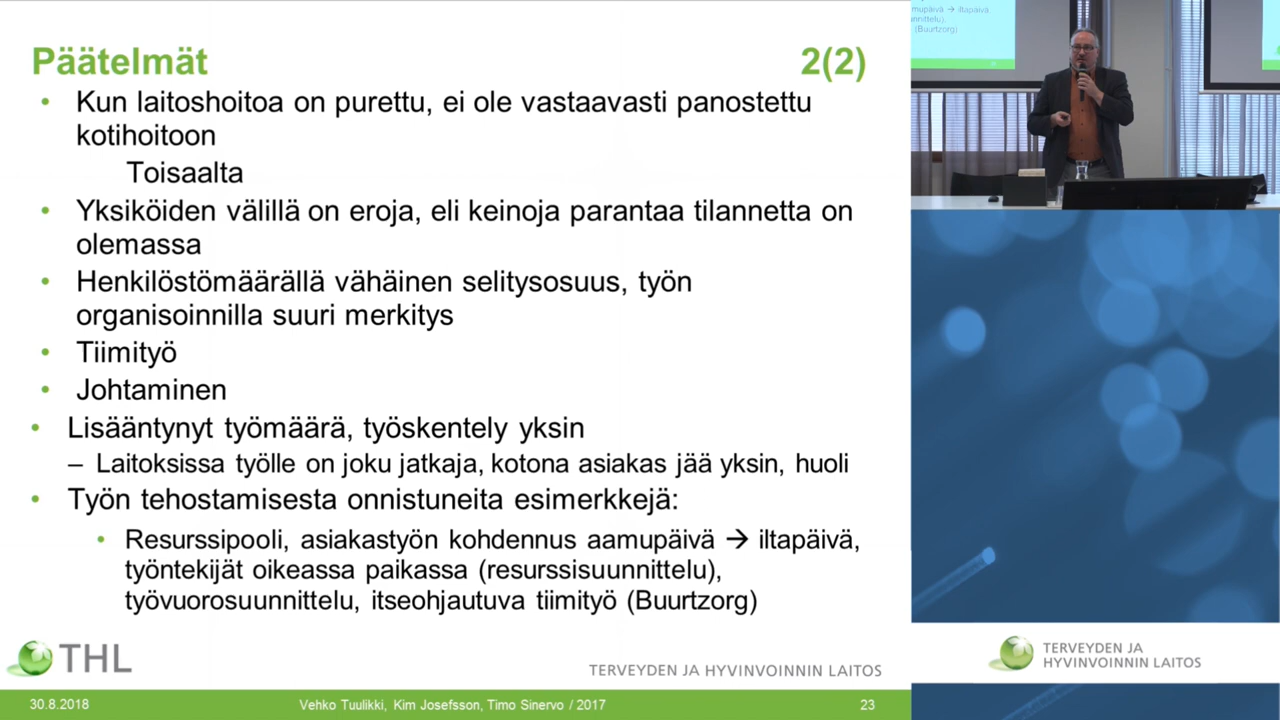 Päätelmät 2(2)
• Kun laitoshoitoa on purettu, ei ole vastaavasti panostettu
kotihoitoon
Toisaalta
• Yksiköiden välillä on eroja, eli keinoja parantaa tilannetta on
olemassa
• Henkilöstömäärällä vähäinen selitysosuus, työn
organisoinnilla suuri merkitys
• Tiimityö
• Johtaminen
• Lisääntynyt työmäärä, työskentely yksin
– Laitoksissa työlle on joku jatkaja, kotona asiakas jää yksin, huoli
• Työn tehostamisesta onnistuneita esimerkkejä:
• Resurssipooli, asiakastyön kohdennus aamupäivä → iltapäivä,
työntekijät oikeassa paikassa (resurssisuunnittelu),
työvuorosuunnittelu, itseohjautuva tiimityö (Buurtzorg)
THL
TERVEYDEN JA HYVINVOINNIN LAITOS
30.8.2018 Vehko Tuulikki, Kim Josefsson, Timo Sinervo / 2017 23
mupäivä → iltapäivä,
nnittelu),
(Buurtzorg)
TERVEYDEN JA
HYVINVOINNIN LAITOS